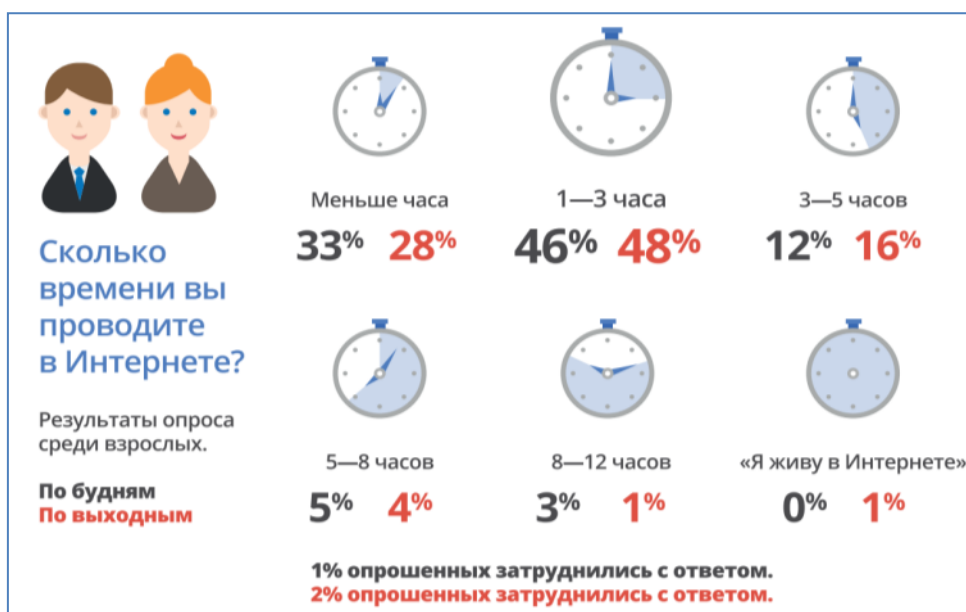 Сколько
времени вы
проводите
в Интернете?
Результаты опроса
среди взрослых.
По будням
По выходным
Меньше часа
33% 28%
1—3 часа
46% 48%
3—5 часов
12% 16%
5—8 часов
5% 4%
8—12 часов
3% 1%
«Я живу в Интернете»
0% 1%
1% опрошенных затруднились с ответом.
2% опрошенных затруднились с ответом.